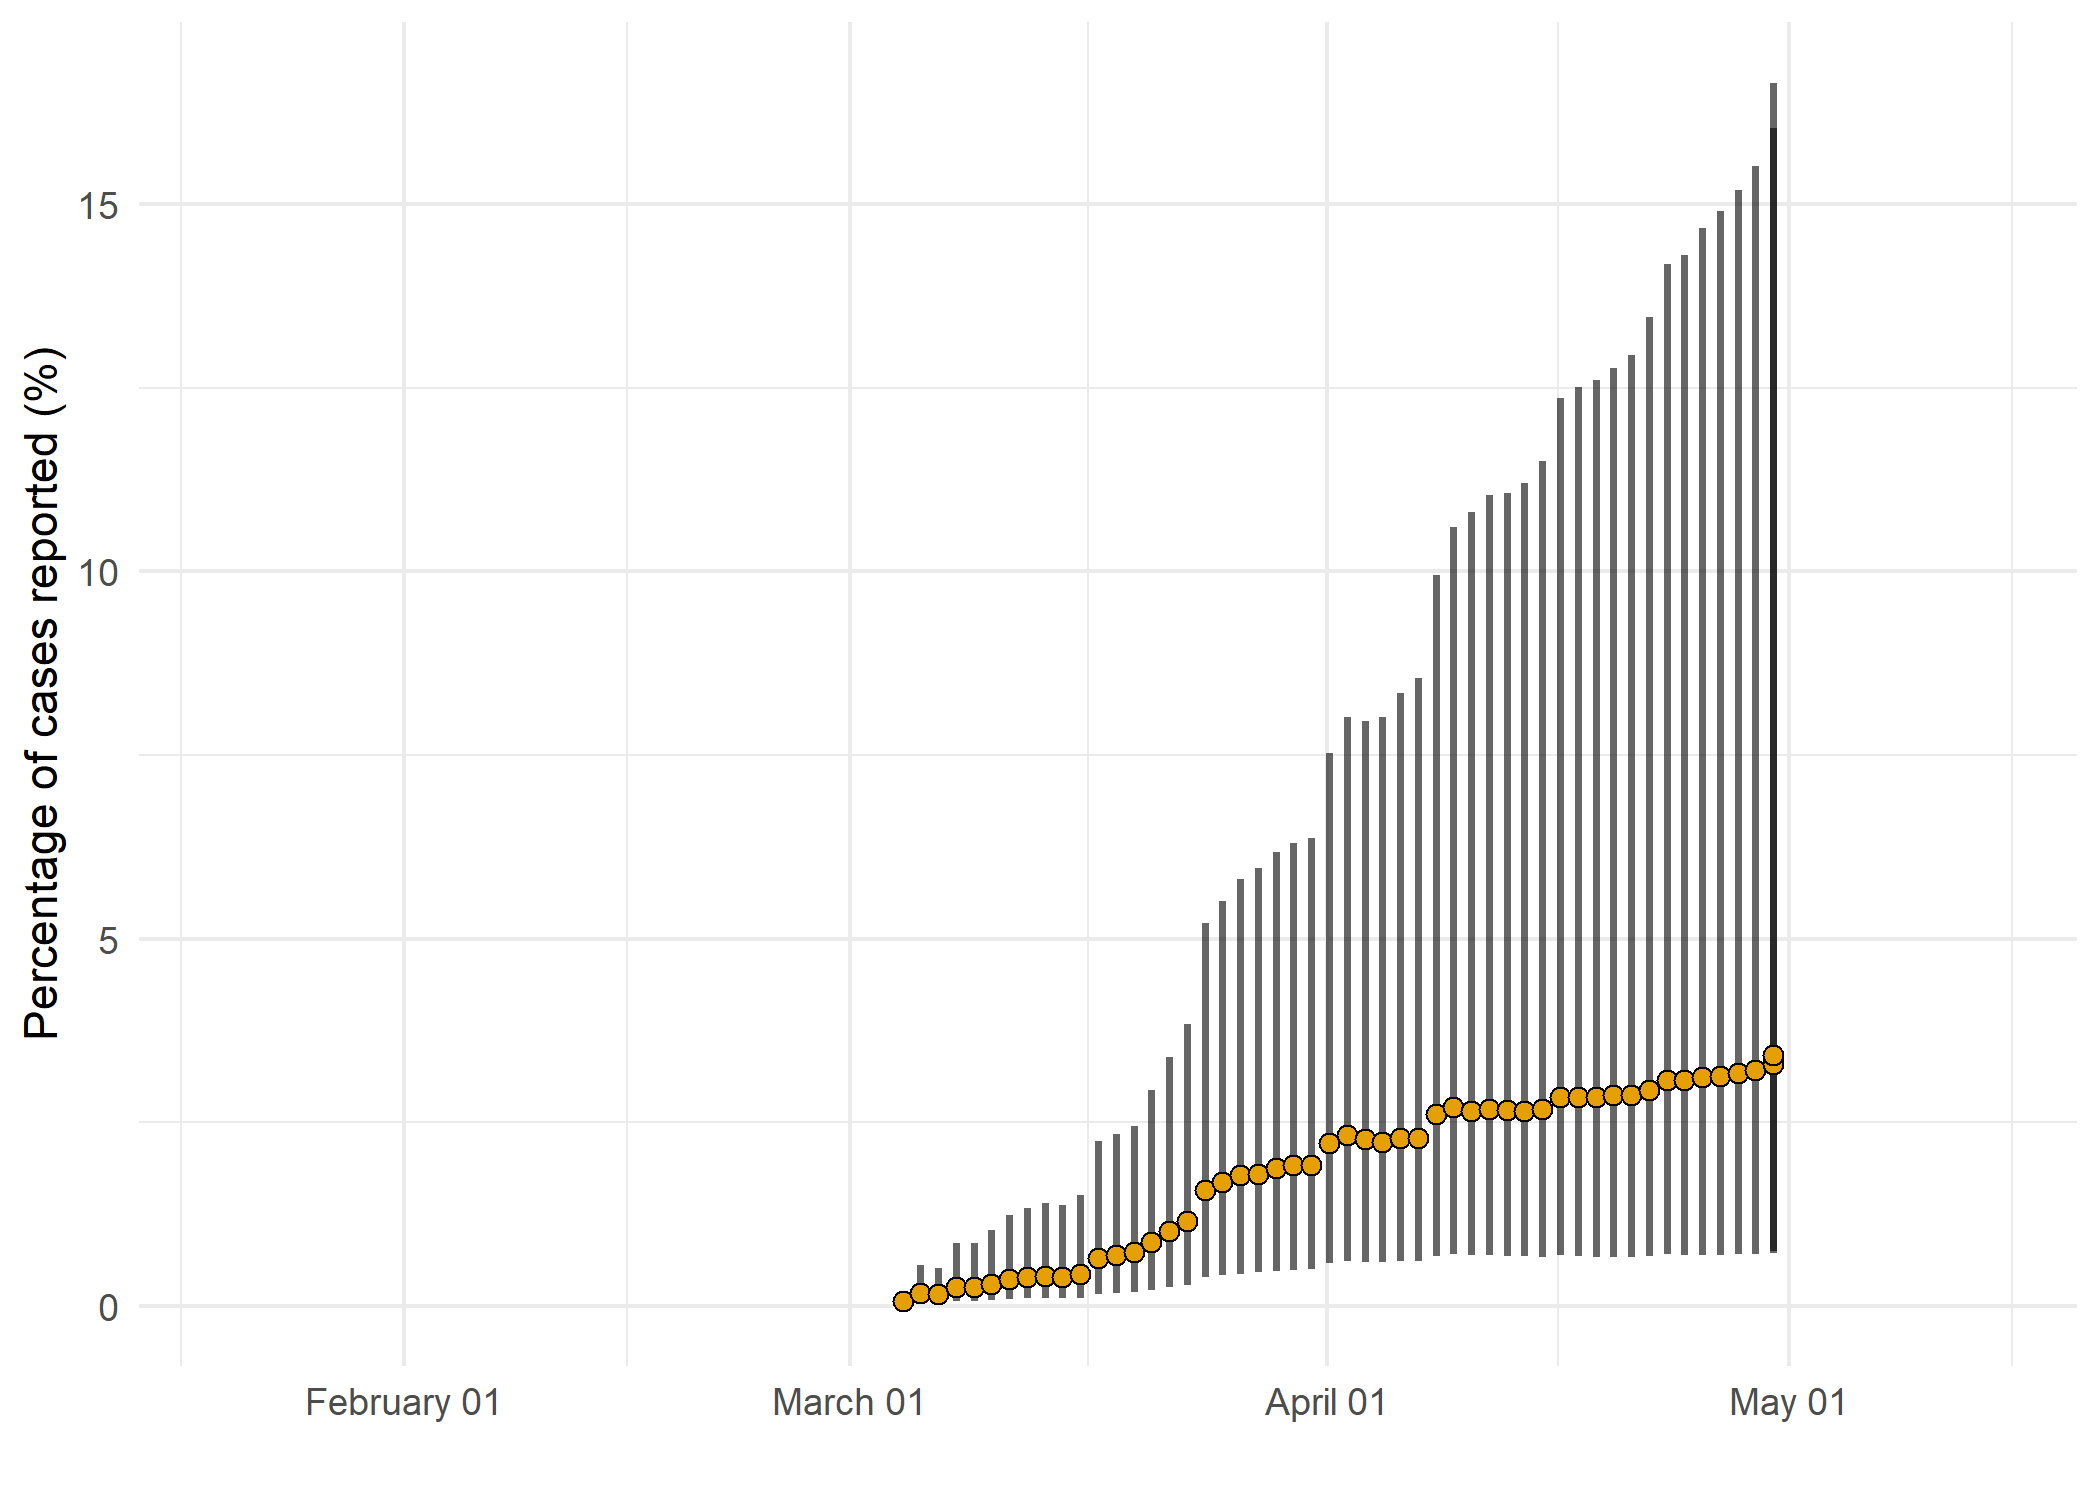 Percentage of cases reported (%)
15
10
5
0
February 01
March 01
April 01
May 01